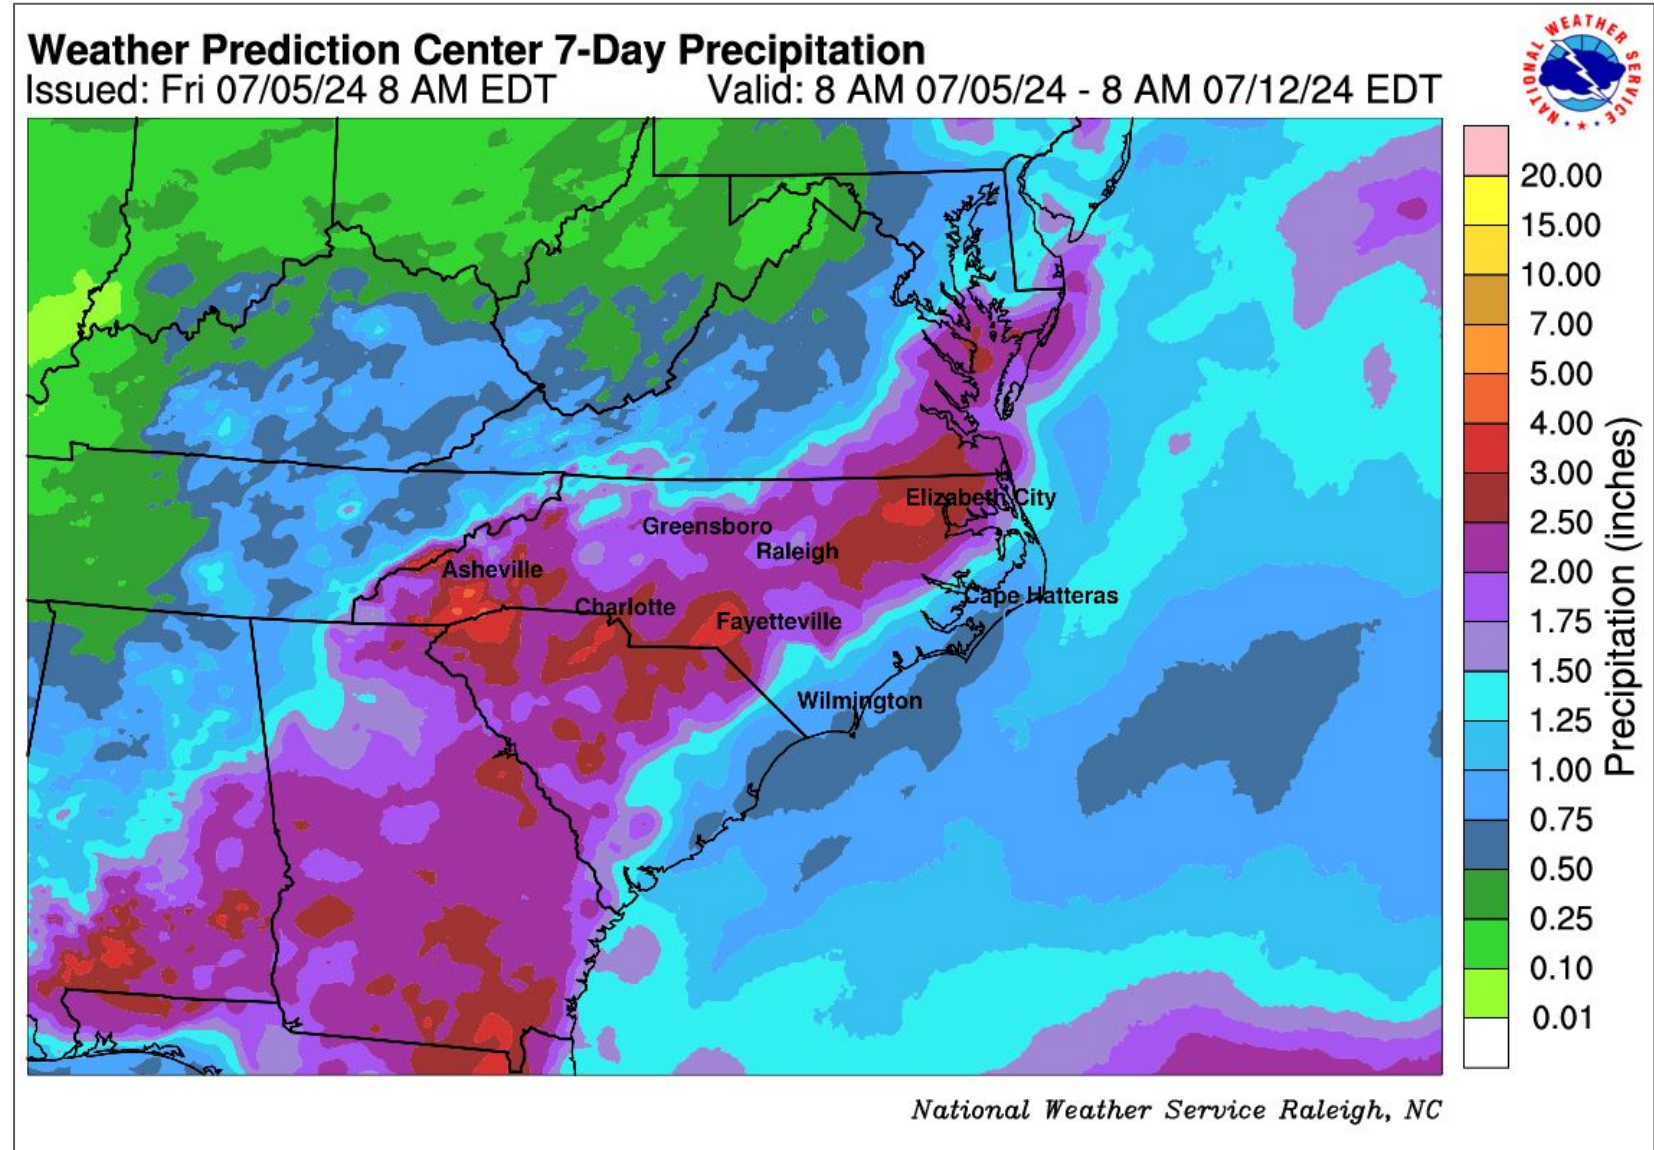 Weather Prediction Center 7-Day Precipitation
Issued: Fri 07/05/24 8 AM EDT Valid: 8 AM 07/05/24 - 8 AM 07/12/24 EDT
NATIONAL WEATHER SERVICE
20.00
15.00
10.00
7.00
5.00
4.00
3.00
2.50
2.00
1.75
1.50
1.25
1.00
0.75
0.50
0.25
0.10
0.01
Precipitation (inches)
Elizabeth City
Greensboro
Raleigh
Asheville
Cape Hatteras
Charlotte
Fayetteville
Wilmington
National Weather Service Raleigh, NC